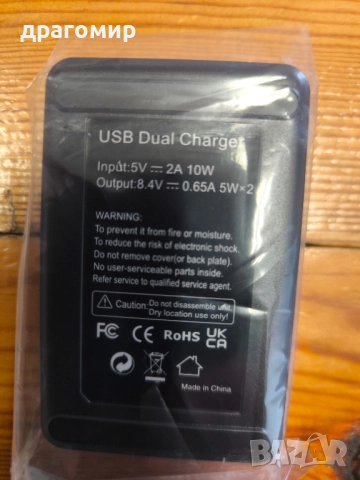 драгомир
USB Dual Charger
Inpat:5V⎓2A 10W
Output:8.4V⎓0.65A 5W×2
WARNING:
To prevent it from fire or moisture.
To reduce the risk of electronic shock.
Do not remove cover(or back plate).
No user-serviceable parts inside.
Refer service to qualified service agent.
Caution: Do not disassemble unit.
Dry location use only.
FC CE RoHS UK CA
Made in China
BAZAR